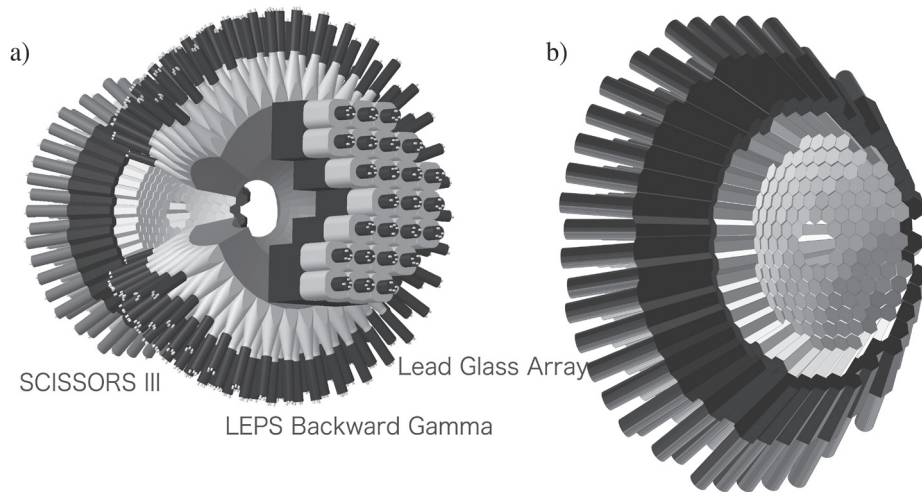 a)
b)
SCISSORS III
Lead Glass Array
LEPS Backward Gamma